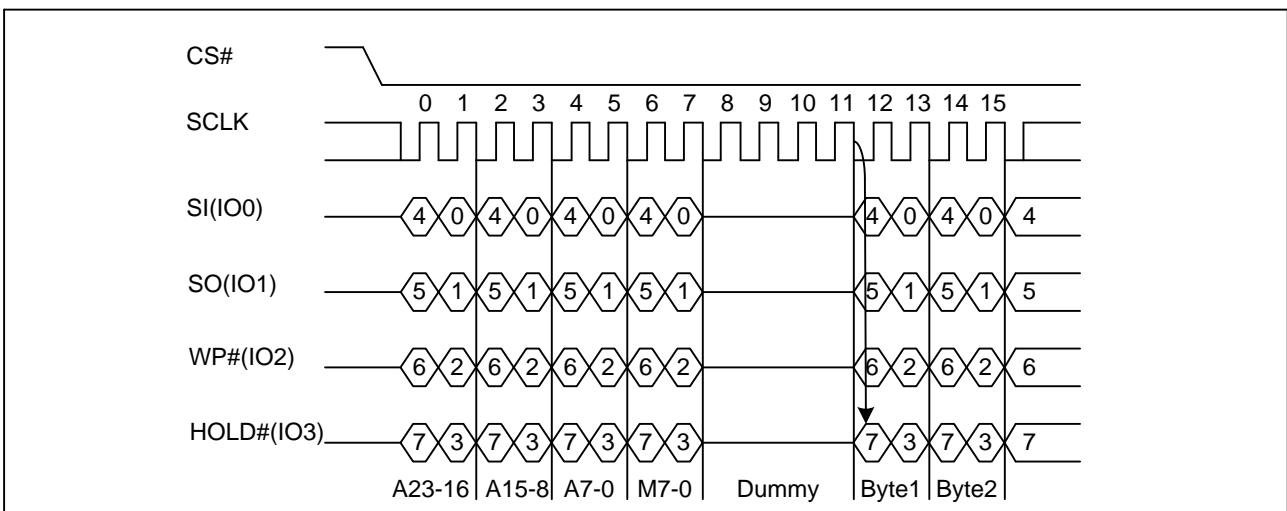 CS#
0 1 2 3 4 5 6 7 8 9 10 11 12 13 14 15
SCLK
SI(IO0) 4 0 4 0 4 0 4 0 4 0 4 0 4
SO(IO1) 5 1 5 1 5 1 5 1 5 1 5 1 5
WP#(IO2) 6 2 6 2 6 2 6 2 6 2 6 2 6
HOLD#(IO3) 7 3 7 3 7 3 7 3 7 3 7 3 7
A23-16 A15-8 A7-0 M7-0 Dummy Byte1 Byte2